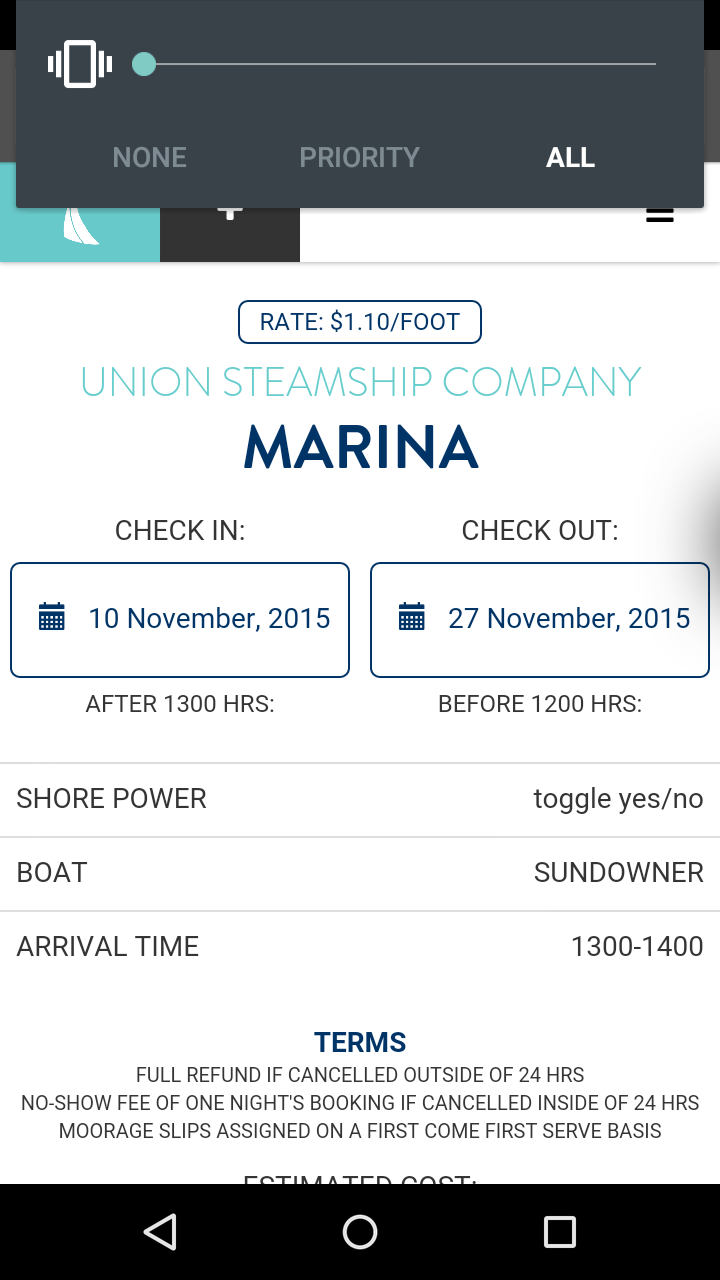 NONE PRIORITY ALL
RATE: $1.10/FOOT
UNION STEAMSHIP COMPANY
MARINA
CHECK IN: CHECK OUT:
10 November, 2015 27 November, 2015
AFTER 1300 HRS: BEFORE 1200 HRS:
SHORE POWER toggle yes/no
BOAT SUNDOWNER
ARRIVAL TIME 1300-1400
TERMS
FULL REFUND IF CANCELLED OUTSIDE OF 24 HRS
NO-SHOW FEE OF ONE NIGHT'S BOOKING IF CANCELLED INSIDE OF 24 HRS
MOORAGE SLIPS ASSIGNED ON A FIRST COME FIRST SERVE BASIS
ESTIMATED COST: